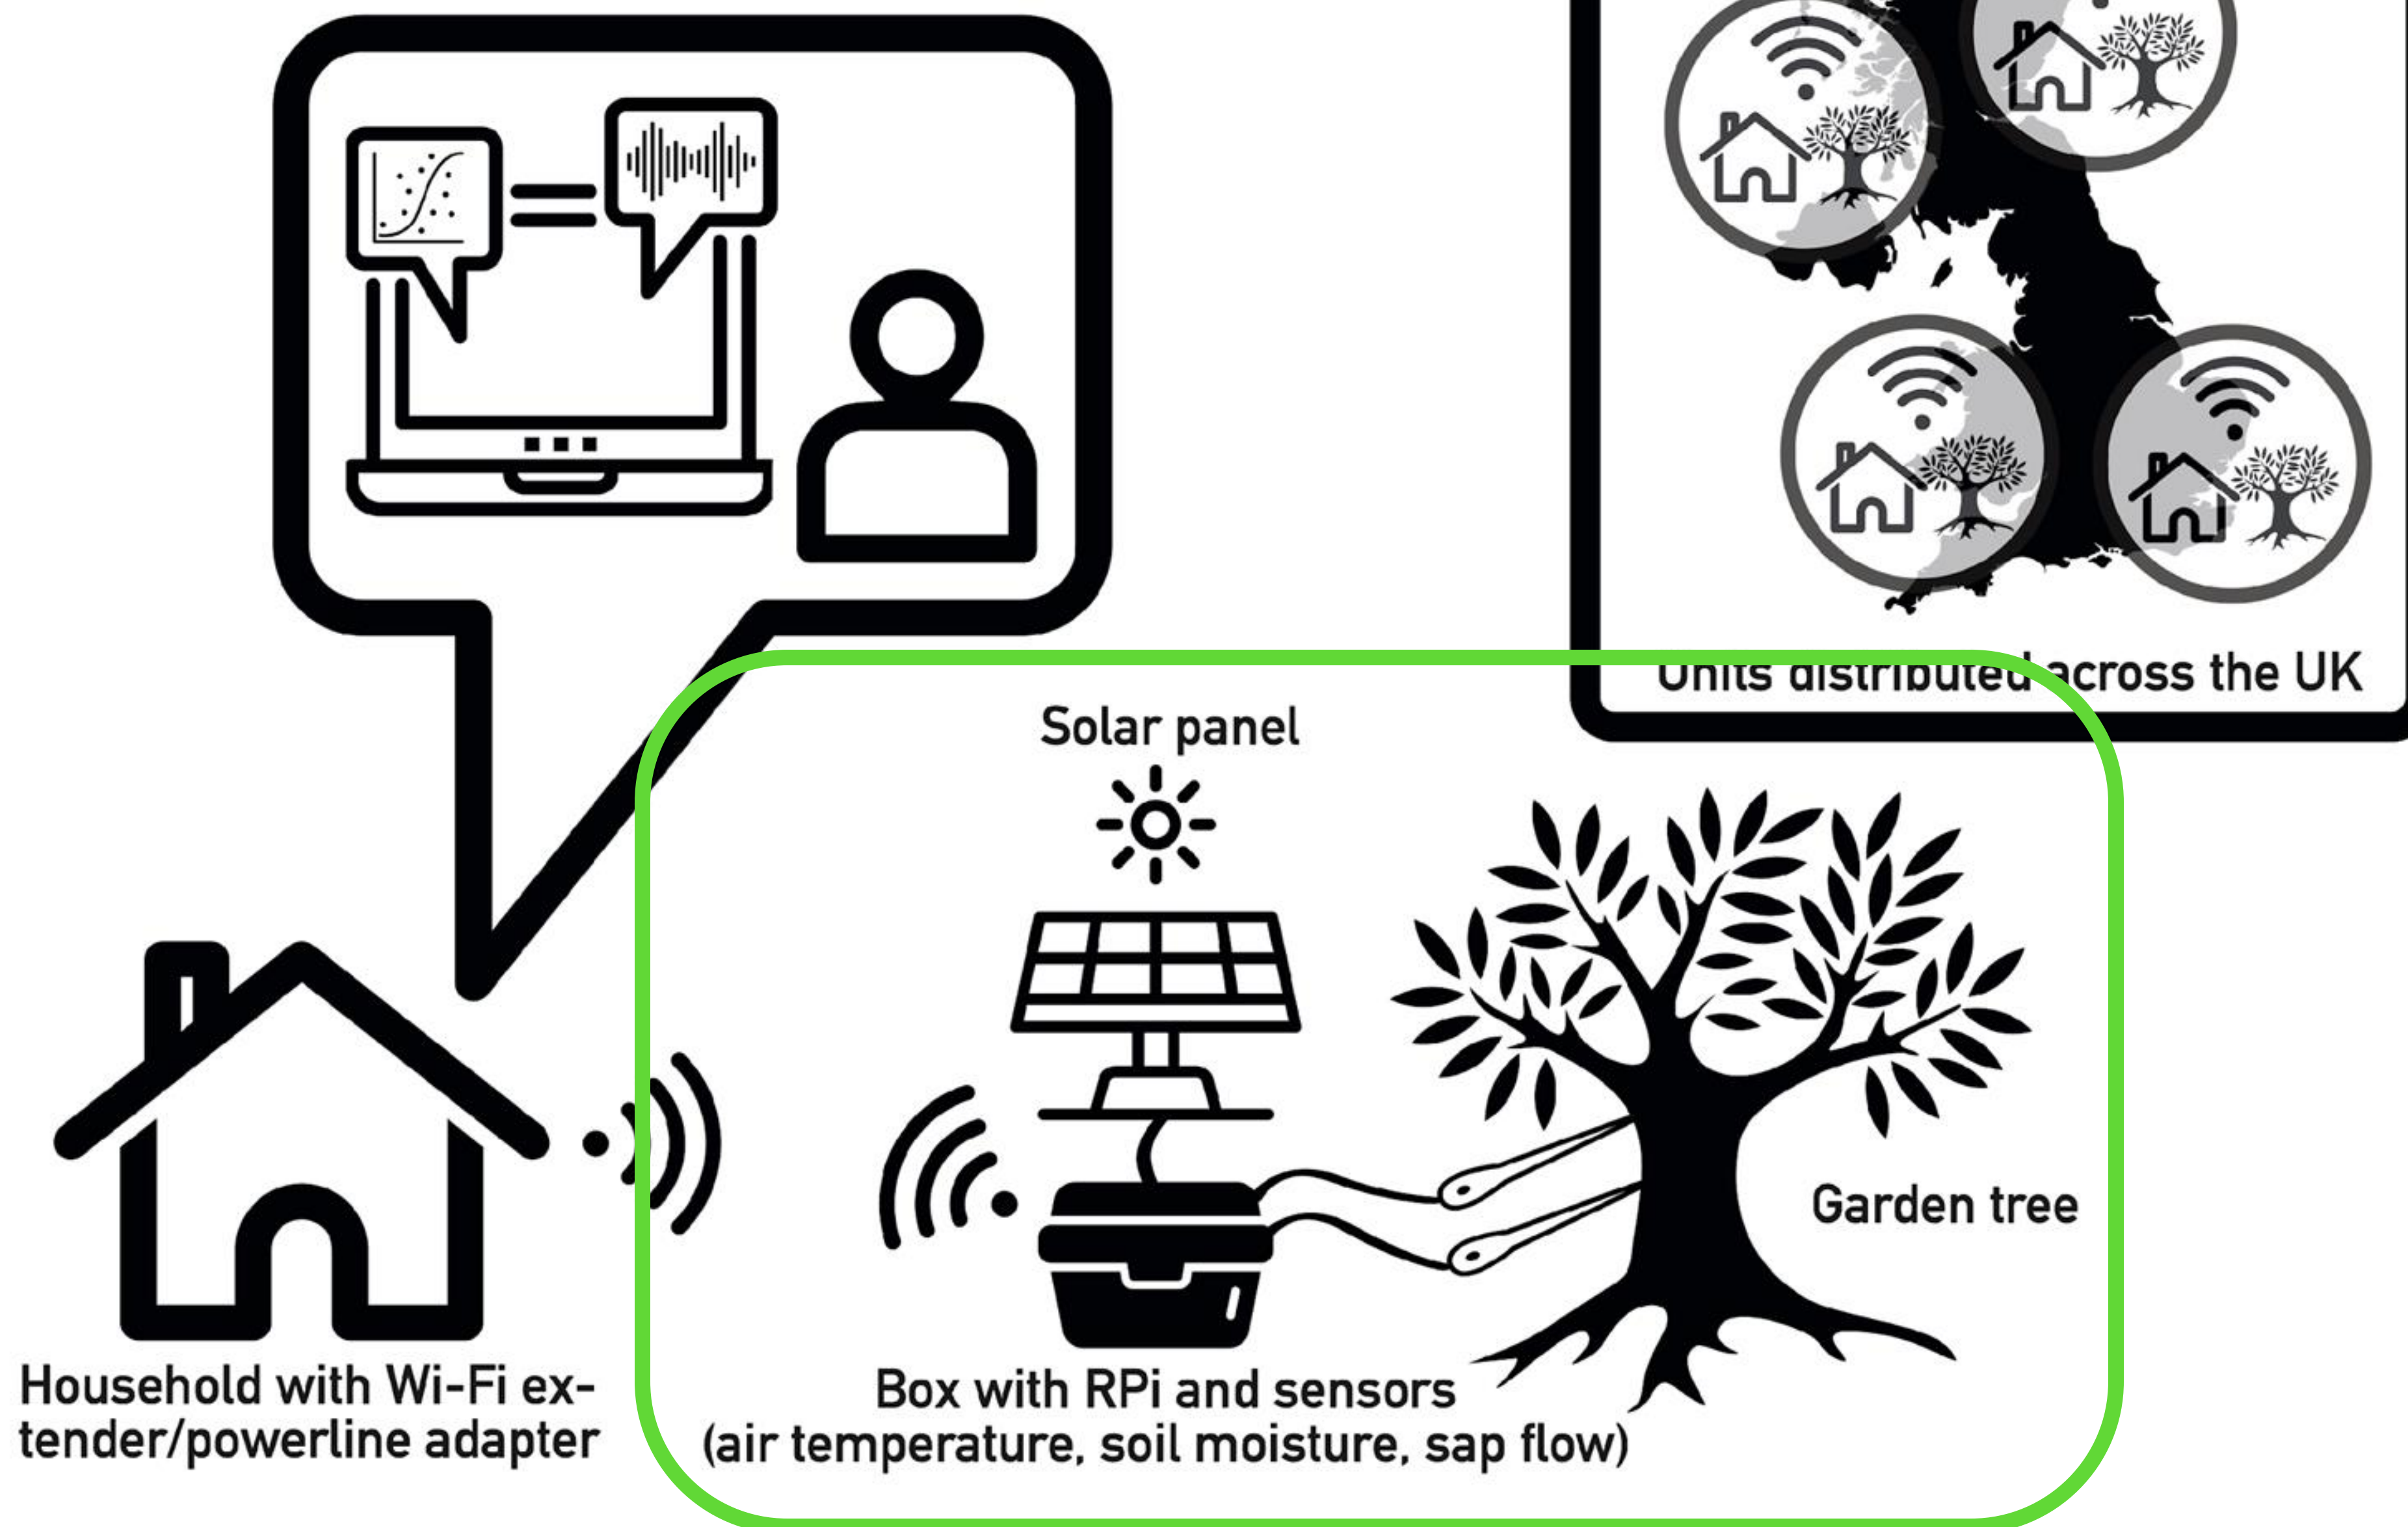 Units distributed across the UK
Solar panel
Garden tree
Household with Wi-Fi ex-
tender/powerline adapter
Box with RPi and sensors
(air temperature, soil moisture, sap flow)